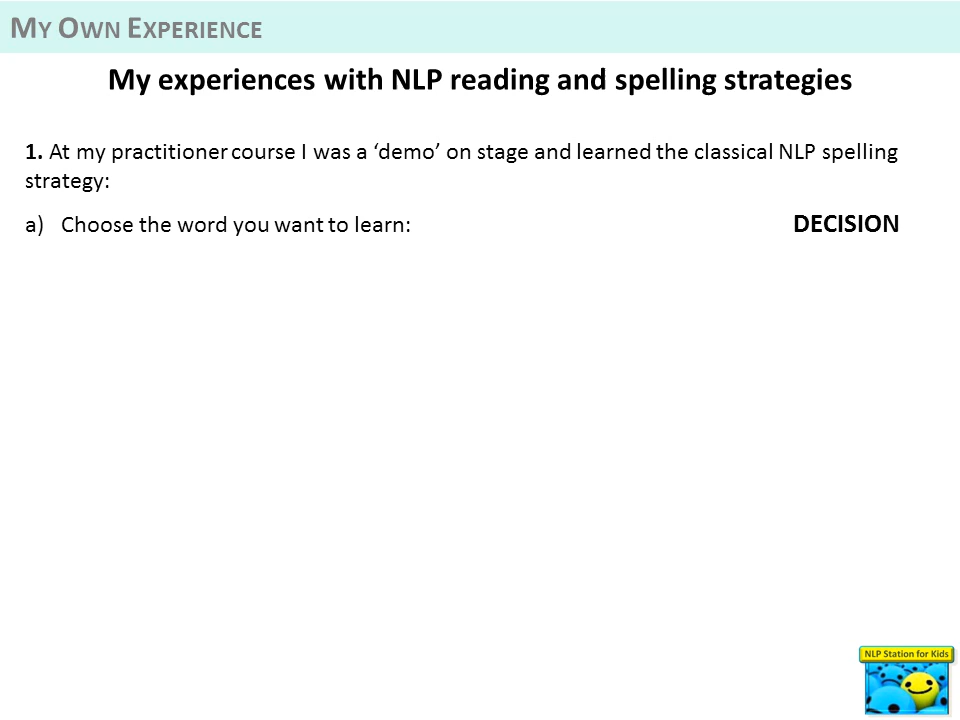 MY OWN EXPERIENCE
My experiences with NLP reading and spelling strategies
1. At my practitioner course I was a ‘demo’ on stage and learned the classical NLP spelling
strategy:
a) Choose the word you want to learn: DECISION
NLP Station for Kids